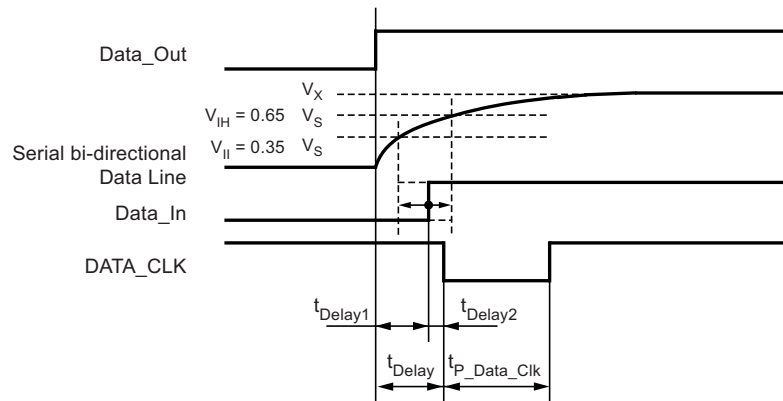 Data_Out
V_X
V_IH = 0.65 V_S
V_Il = 0.35 V_S
Serial bi-directional
Data Line
Data_In
DATA_CLK
t_Delay1 t_Delay2
t_Delay t_P_Data_Clk